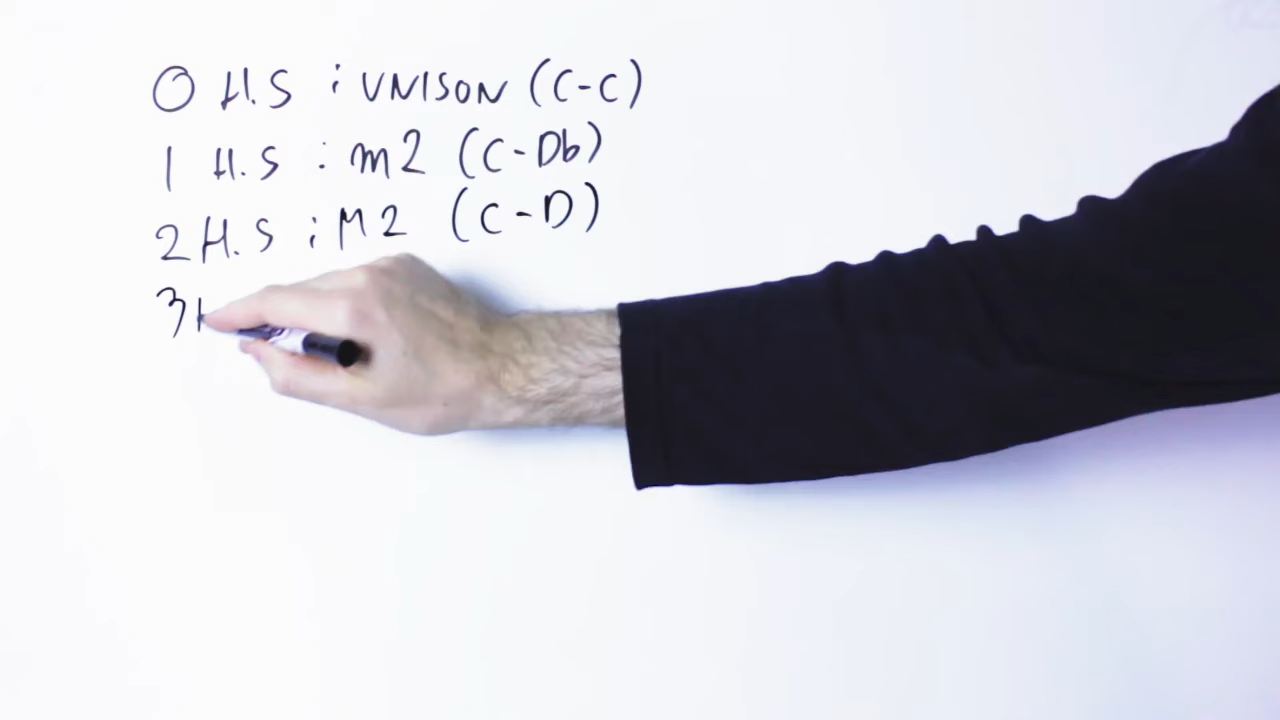 0 H.S : UNISON (C-C)
1 H.S : m2 (C-Db)
2 H.S : M2 (C-D)
3